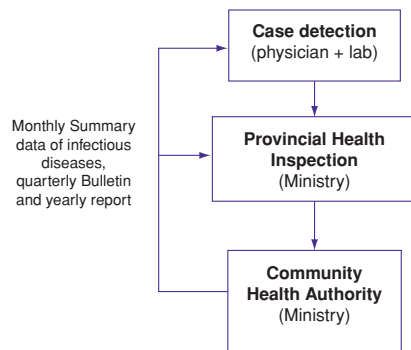 Case detection
(physician + lab)
Monthly Summary
data of infectious
diseases,
quarterly Bulletin
and yearly report
Provincial Health
Inspection
(Ministry)
Community
Health Authority
(Ministry)